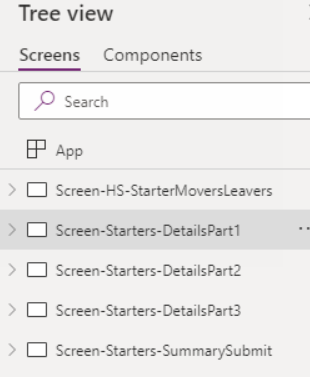 Tree view
Screens Components
Search
App
Screen-HS-StarterMoversLeavers
Screen-Starters-DetailsPart1
Screen-Starters-DetailsPart2
Screen-Starters-DetailsPart3
Screen-Starters-SummarySubmit